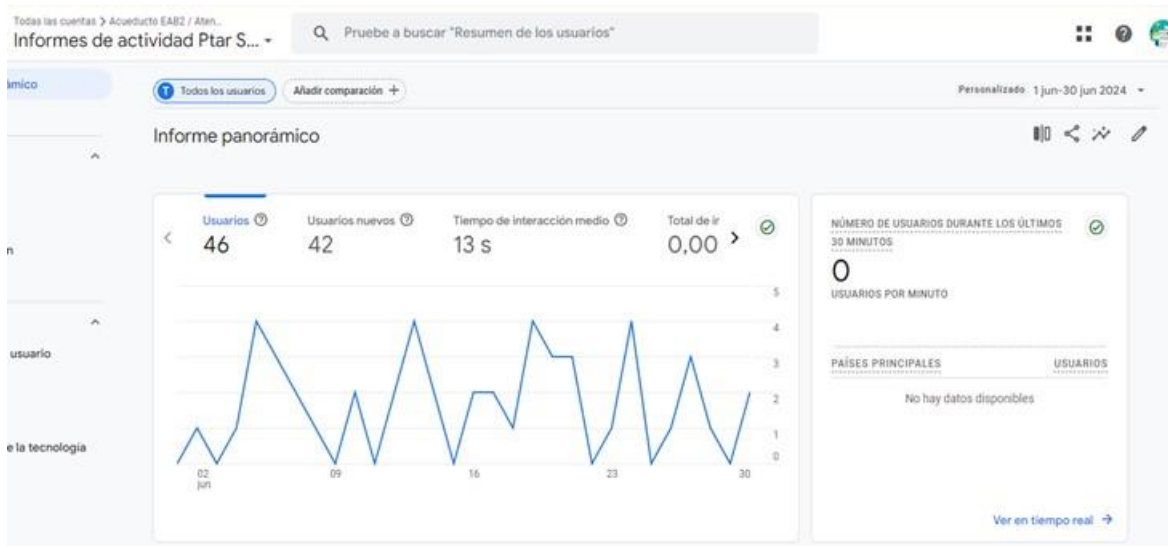 Todas las cuentas > Acueducto EAB2 / Aten...
Informes de actividad Ptar S...
Pruebe a buscar "Resumen de los usuarios"
ámico
T Todos los usuarios
Añadir comparación +
Personalizado 1 jun-30 jun 2024
Informe panorámico
Usuarios
46
Usuarios nuevos
42
Tiempo de interacción medio
13 s
Total de ir
0,00
5
4
3
2
1
0
02
jun
09
16
23
30
n
usuario
e la tecnología
NÚMERO DE USUARIOS DURANTE LOS ÚLTIMOS
30 MINUTOS
0
USUARIOS POR MINUTO
PAÍSES PRINCIPALES
USUARIOS
No hay datos disponibles
Ver en tiempo real →